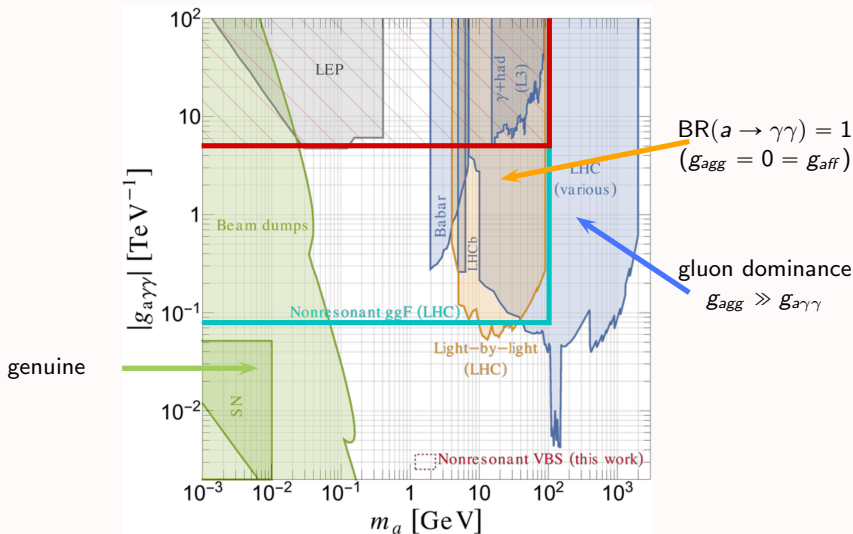 10²
10
1
10⁻¹
10⁻²
|g_aγγ| [TeV⁻¹]
LEP
γ+had (L3)
BR(a → γγ) = 1
(g_agg = 0 = g_aff)
LHC
(various)
Beam dumps
Babar
LHCb
gluon dominance
g_agg ≫ g_aγγ
Nonresonant ggF (LHC)
Light−by−light
(LHC)
genuine
SN
Nonresonant VBS (this work)
10⁻³ 10⁻² 10⁻¹ 1 10 10² 10³
m_a [GeV]